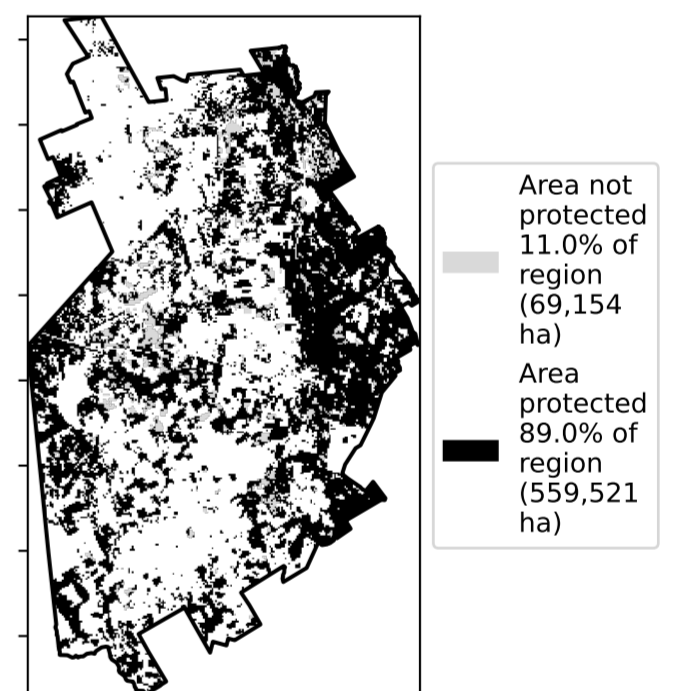 Area not
protected
11.0% of
region
(69,154
ha)
Area
protected
89.0% of
region
(559,521
ha)